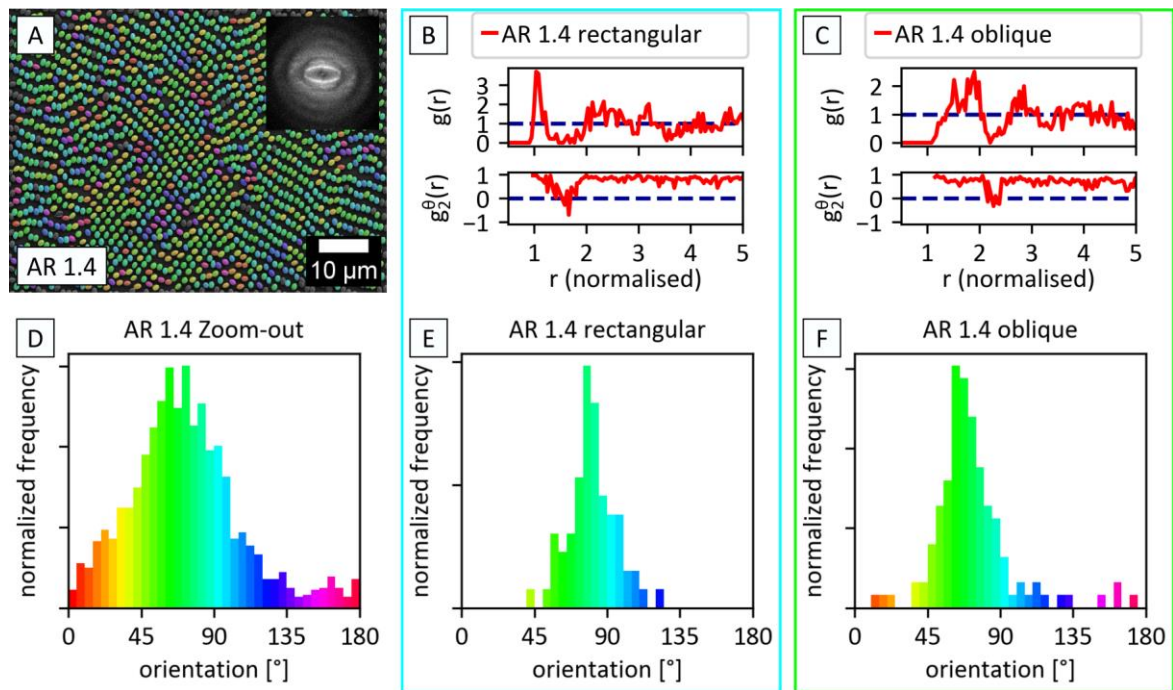 A
AR 1.4
10 µm
B
AR 1.4 rectangular
g(r)
3
2
1
0
g₂^θ(r)
1
0
−1
1 2 3 4 5
r (normalised)
C
AR 1.4 oblique
g(r)
2
1
0
g₂^θ(r)
1
0
−1
1 2 3 4 5
r (normalised)
D
AR 1.4 Zoom-out
normalized frequency
0 45 90 135 180
orientation [°]
E
AR 1.4 rectangular
normalized frequency
0 45 90 135 180
orientation [°]
F
AR 1.4 oblique
normalized frequency
0 45 90 135 180
orientation [°]